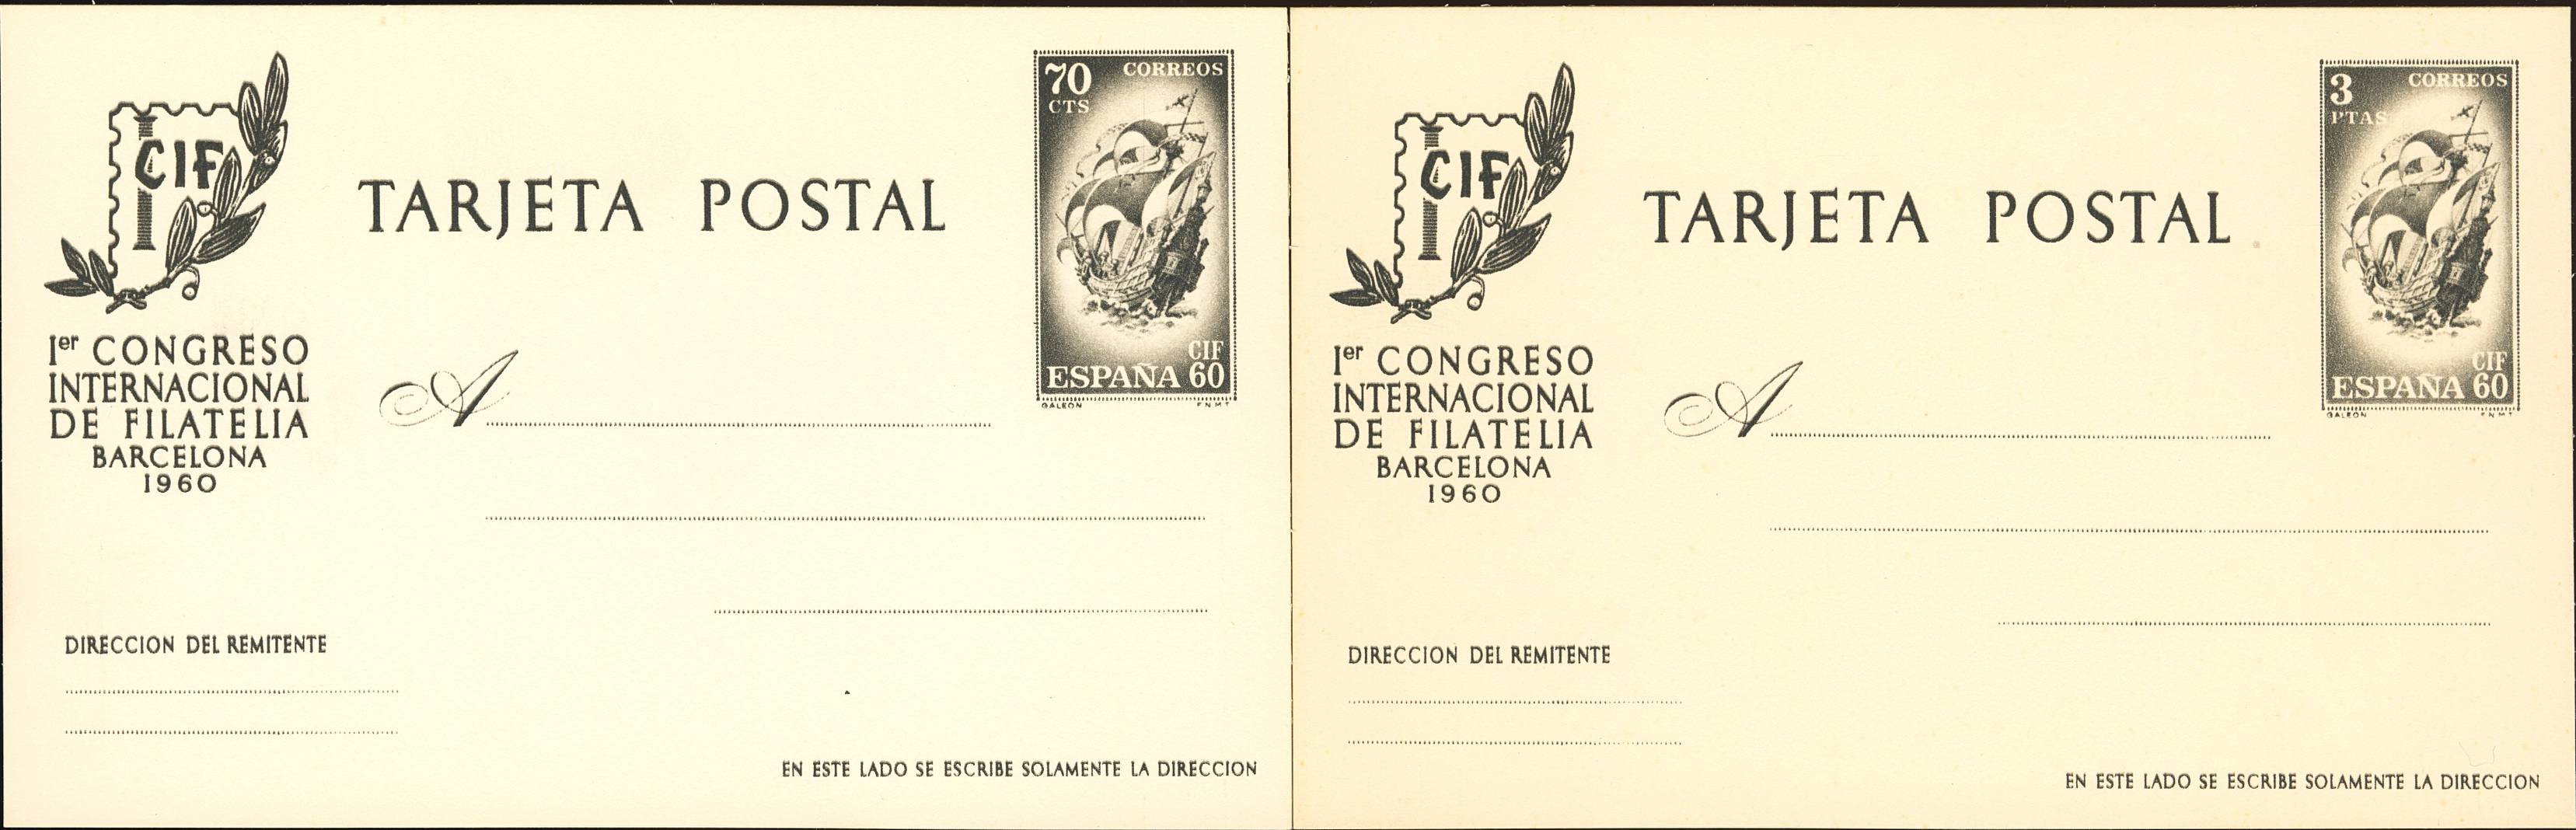 CIF
Ier CONGRESO
INTERNACIONAL
DE FILATELIA
BARCELONA
1960
TARJETA POSTAL
70 CORREOS
CTS
CIF
ESPAÑA 60
GALEON F.N.M.T
A
DIRECCION DEL REMITENTE
EN ESTE LADO SE ESCRIBE SOLAMENTE LA DIRECCION
CIF
Ier CONGRESO
INTERNACIONAL
DE FILATELIA
BARCELONA
1960
TARJETA POSTAL
3 CORREOS
PTAS
CIF
ESPAÑA 60
GALEON F.N.M.T
A
DIRECCION DEL REMITENTE
EN ESTE LADO SE ESCRIBE SOLAMENTE LA DIRECCION